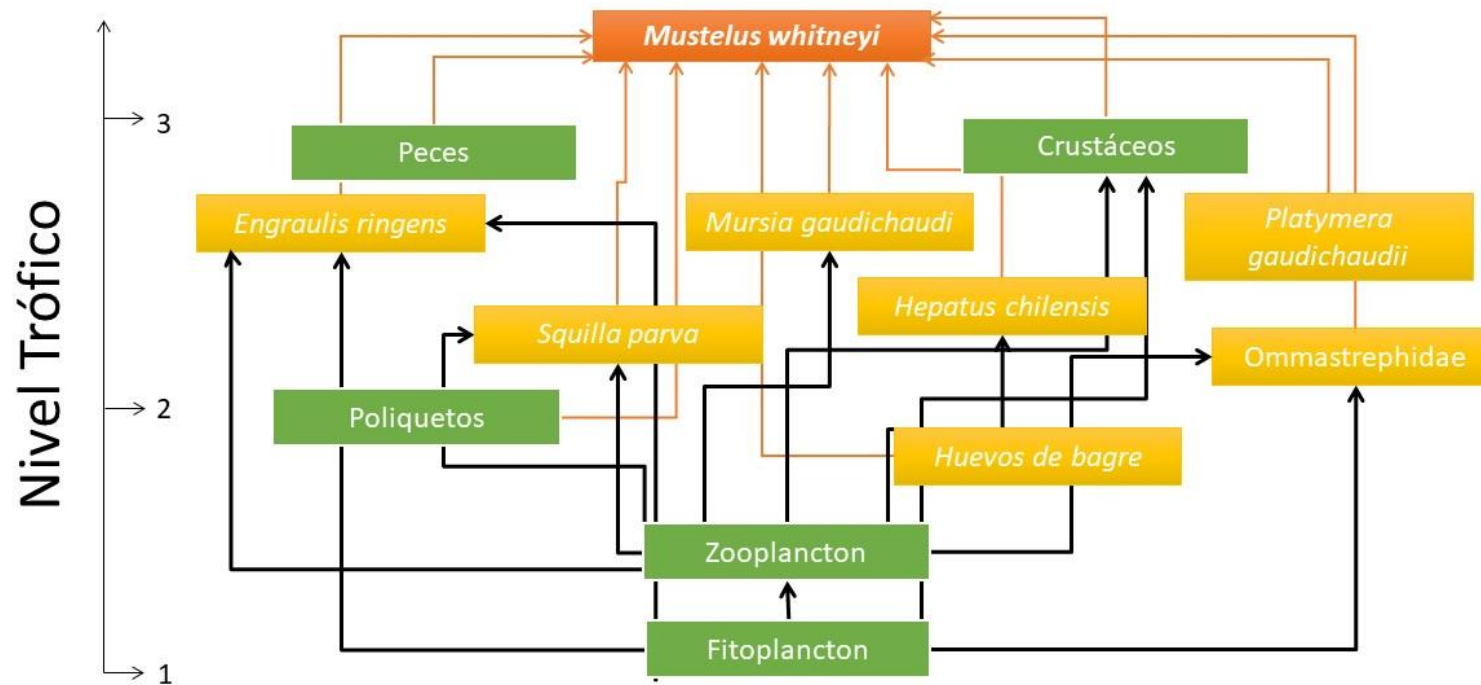 Mustelus whitneyi
3
Peces
Crustáceos
Engraulis ringens
Mursia gaudichaudi
Platymera
gaudichaudii
Nivel Trófico
Hepatus chilensis
Squilla parva
Ommastrephidae
2
Poliquetos
Huevos de bagre
Zooplancton
Fitoplancton
1